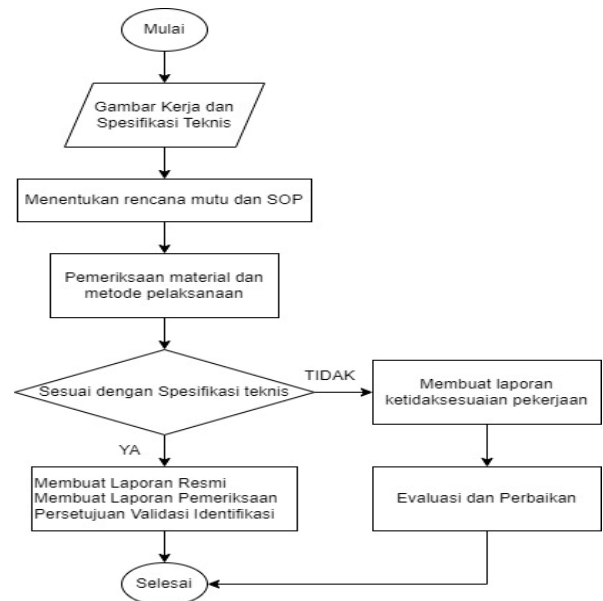 Mulai
Gambar Kerja dan
Spesifikasi Teknis
Menentukan rencana mutu dan SOP
Pemeriksaan material dan
metode pelaksanaan
Sesuai dengan Spesifikasi teknis
TIDAK
Membuat laporan
ketidaksesuaian pekerjaan
YA
Membuat Laporan Resmi
Membuat Laporan Pemeriksaan
Persetujuan Validasi Identifikasi
Evaluasi dan Perbaikan
Selesai